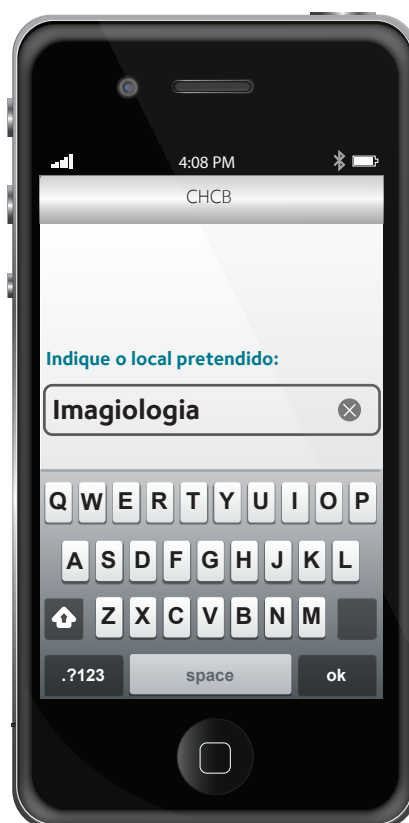 4:08 PM
CHCB
Indique o local pretendido:
Imagiologia
Q W E R T Y U I O P
A S D F G H J K L
Z X C V B N M
.?123 space ok